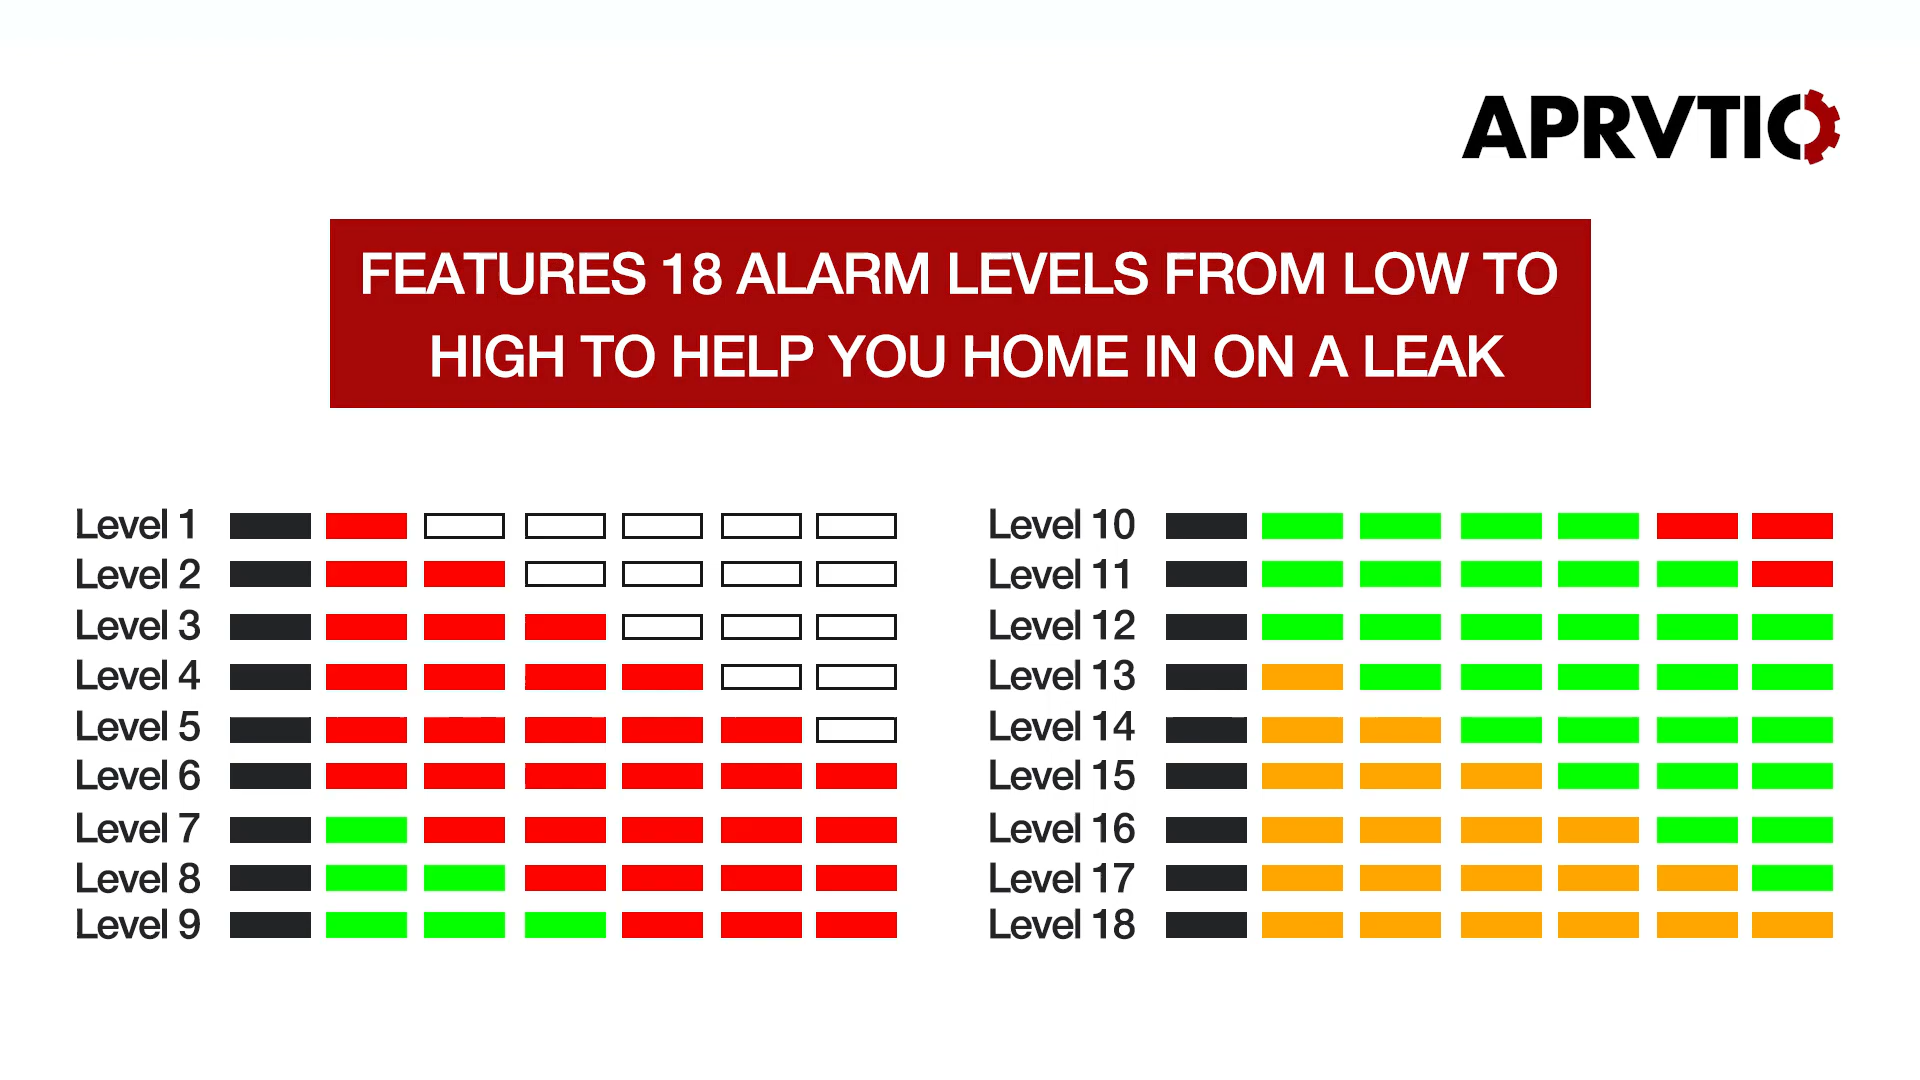 APRVTIO
FEATURES 18 ALARM LEVELS FROM LOW TO
HIGH TO HELP YOU HOME IN ON A LEAK
Level 1
Level 2
Level 3
Level 4
Level 5
Level 6
Level 7
Level 8
Level 9
Level 10
Level 11
Level 12
Level 13
Level 14
Level 15
Level 16
Level 17
Level 18